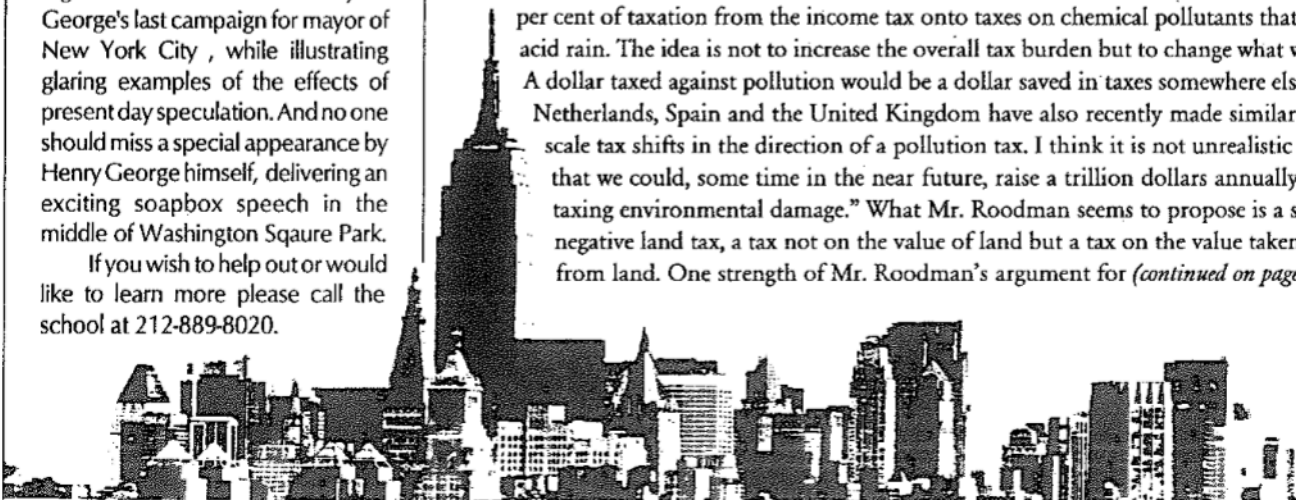 George's last campaign for mayor of
New York City , while illustrating
glaring examples of the effects of
present day speculation. And no one
should miss a special appearance by
Henry George himself, delivering an
exciting soapbox speech in the
middle of Washington Sqaure Park.
If you wish to help out or would
like to learn more please call the
school at 212-889-8020.
per cent of taxation from the income tax onto taxes on chemical pollutants that
acid rain. The idea is not to increase the overall tax burden but to change what
A dollar taxed against pollution would be a dollar saved in taxes somewhere els
Netherlands, Spain and the United Kingdom have also recently made similar
scale tax shifts in the direction of a pollution tax. I think it is not unrealistic
that we could, some time in the near future, raise a trillion dollars annually
taxing environmental damage." What Mr. Roodman seems to propose is a s
negative land tax, a tax not on the value of land but a tax on the value taken
from land. One strength of Mr. Roodman's argument for (continued on page